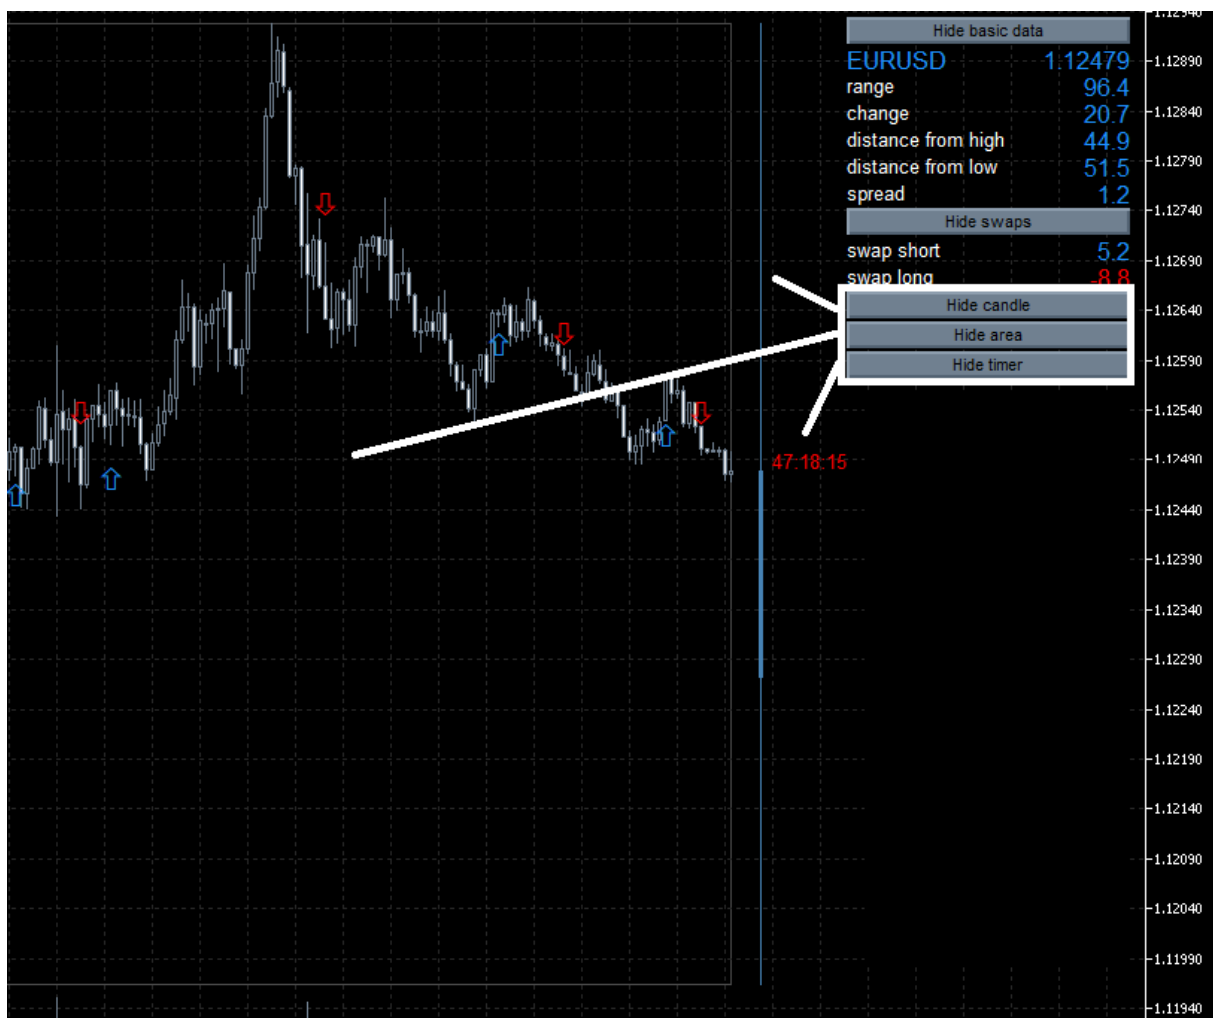 1.12940
Hide basic data
EURUSD 1.12479
1.12890
range 96.4
change 20.7
1.12840
distance from high 44.9
1.12790
distance from low 51.5
spread 1.2
1.12740
Hide swaps
swap short 5.2
1.12690
swap long -8.8
Hide candle
1.12640
Hide area
1.12590
Hide timer
1.12540
47:18:15
1.12490
1.12440
1.12390
1.12340
1.12290
1.12240
1.12190
1.12140
1.12090
1.12040
1.11990
1.11940